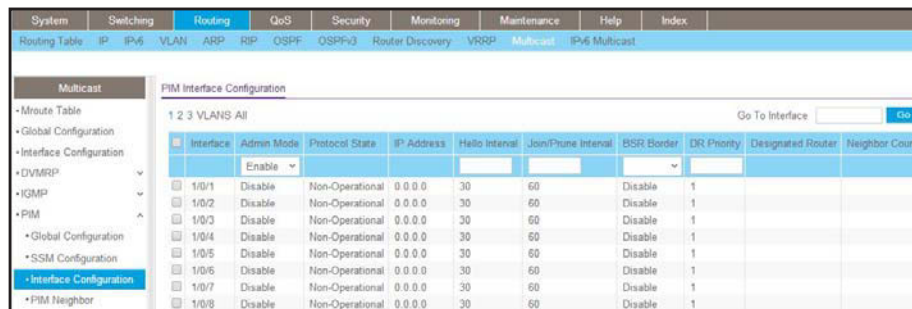 System Switching Routing QoS Security Monitoring Maintenance Help Index
Routing Table IP IPv6 VLAN ARP RIP OSPF OSPFv3 Router Discovery VRRP Multicast IPv6 Multicast
Multicast
• Mroute Table
• Global Configuration
• Interface Configuration
• DVMRP
• IGMP
• PIM
• Global Configuration
• SSM Configuration
• Interface Configuration
• PIM Neighbor
PIM Interface Configuration
1 2 3 VLANS All Go To Interface Go
Interface Admin Mode Protocol State IP Address Hello Interval Join/Prune Interval BSR Border DR Priority Designated Router Neighbor Coun
Enable
1/0/1 Disable Non-Operational 0.0.0.0 30 60 Disable 1
1/0/2 Disable Non-Operational 0.0.0.0 30 60 Disable 1
1/0/3 Disable Non-Operational 0.0.0.0 30 60 Disable 1
1/0/4 Disable Non-Operational 0.0.0.0 30 60 Disable 1
1/0/5 Disable Non-Operational 0.0.0.0 30 60 Disable 1
1/0/6 Disable Non-Operational 0.0.0.0 30 60 Disable 1
1/0/7 Disable Non-Operational 0.0.0.0 30 60 Disable 1
1/0/8 Disable Non-Operational 0.0.0.0 30 60 Disable 1